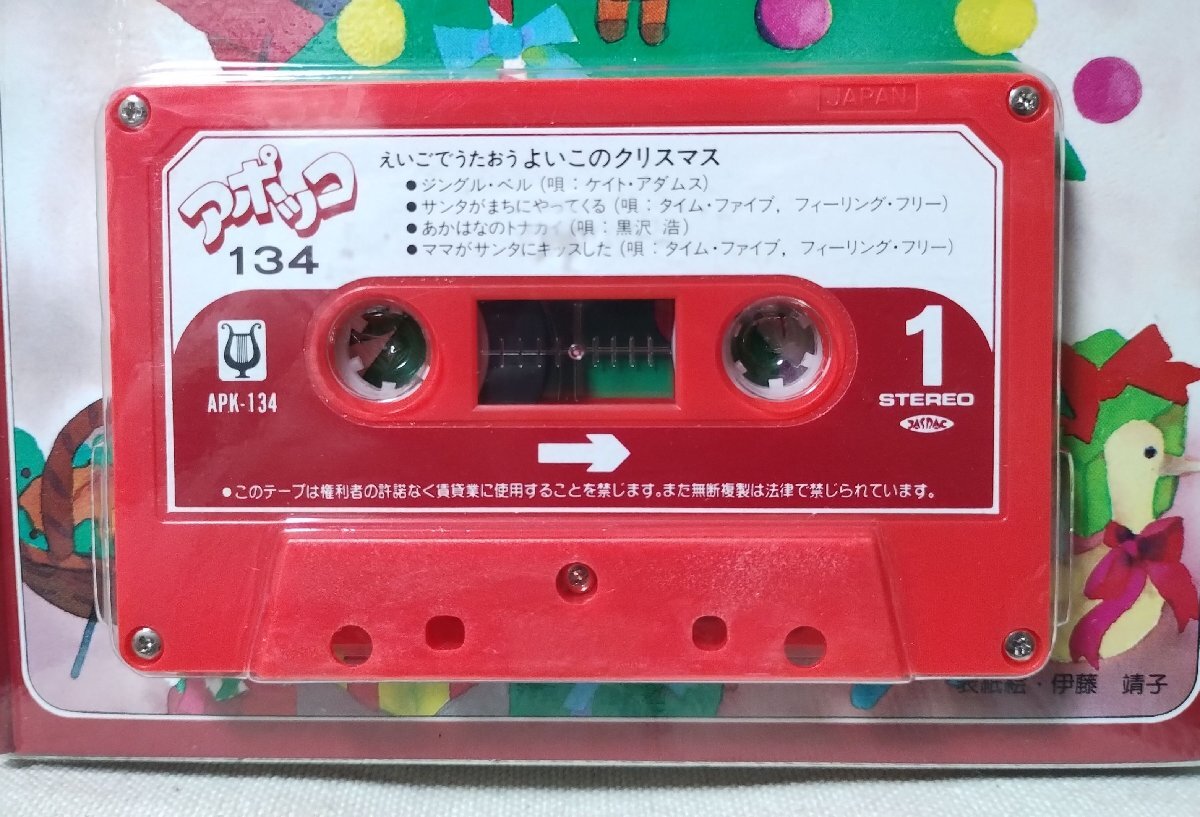 JAPAN
アポッコ
134
えいごでうたおう よいこのクリスマス
●ジングル・ベル (唄:ケイト・アダムス)
●サンタがまちにやってくる (唄:タイム・ファイブ, フィーリング・フリー)
●あかはなのトナカイ (唄:黒沢 浩)
●ママがサンタにキッスした (唄:タイム・ファイブ, フィーリング・フリー)
APK-134
1
STEREO
JASRAC
●このテープは権利者の許諾なく賃貸業に使用することを禁じます。また無断複製は法律で禁じられています。
表紙絵・伊藤 靖子